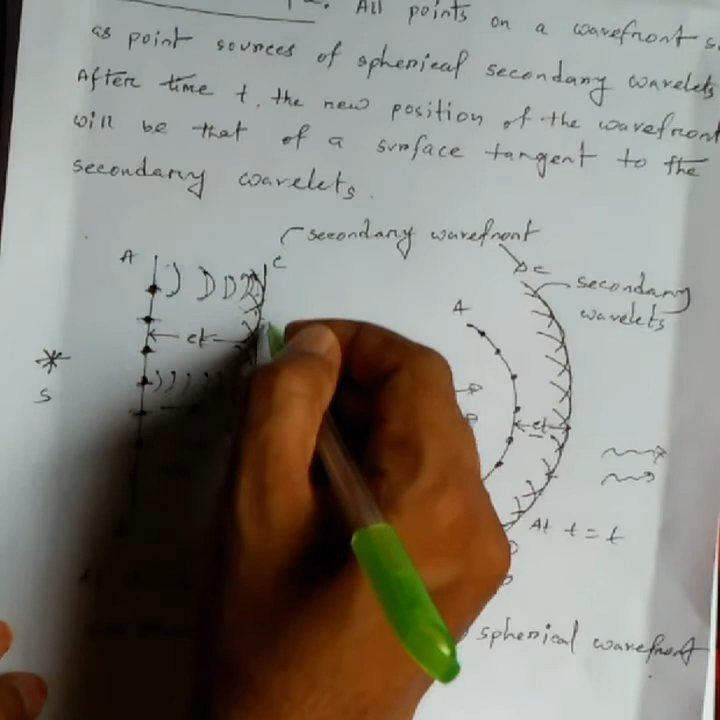 All points on a wavefront
as point sources of spherical secondary wavelets
After time t, the new position of the wavefront
will be that of a surface tangent to the
secondary wavelets.
secondary wavefront
A
C
C
secondary
wavelets
A
ct
ct
S
At t = t
spherical wavefront